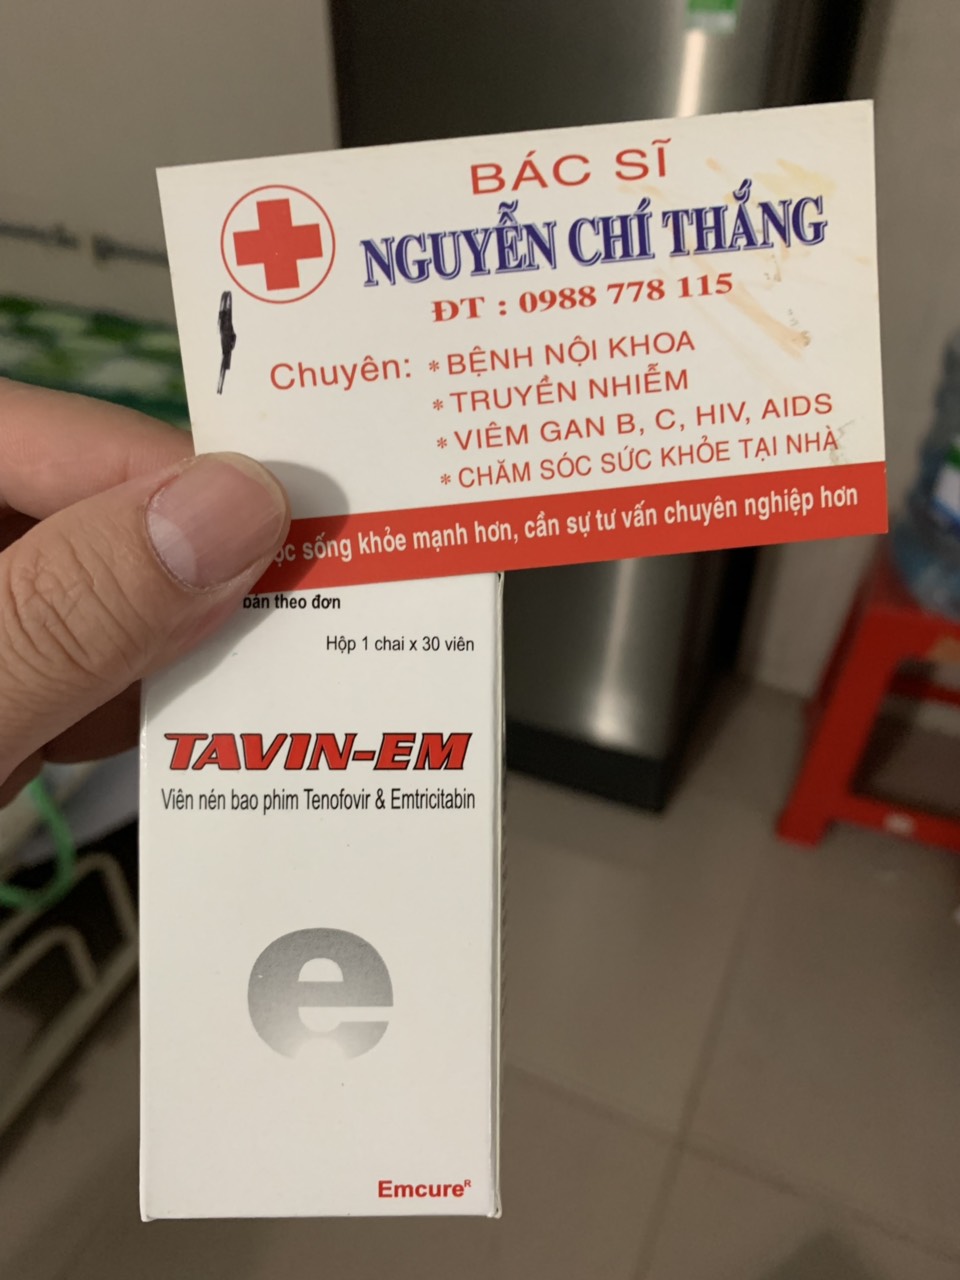 BÁC SĨ
NGUYỄN CHÍ THẮNG
ĐT : 0988 778 115
Chuyên: * BỆNH NỘI KHOA
* TRUYỀN NHIỄM
* VIÊM GAN B, C, HIV, AIDS
* CHĂM SÓC SỨC KHỎE TẠI NHÀ
sống khỏe mạnh hơn, cần sự tư vấn chuyên nghiệp hơn
bán theo đơn
Hộp 1 chai x 30 viên
TAVIN-EM
Viên nén bao phim Tenofovir & Emtricitabin
e
Emcure®